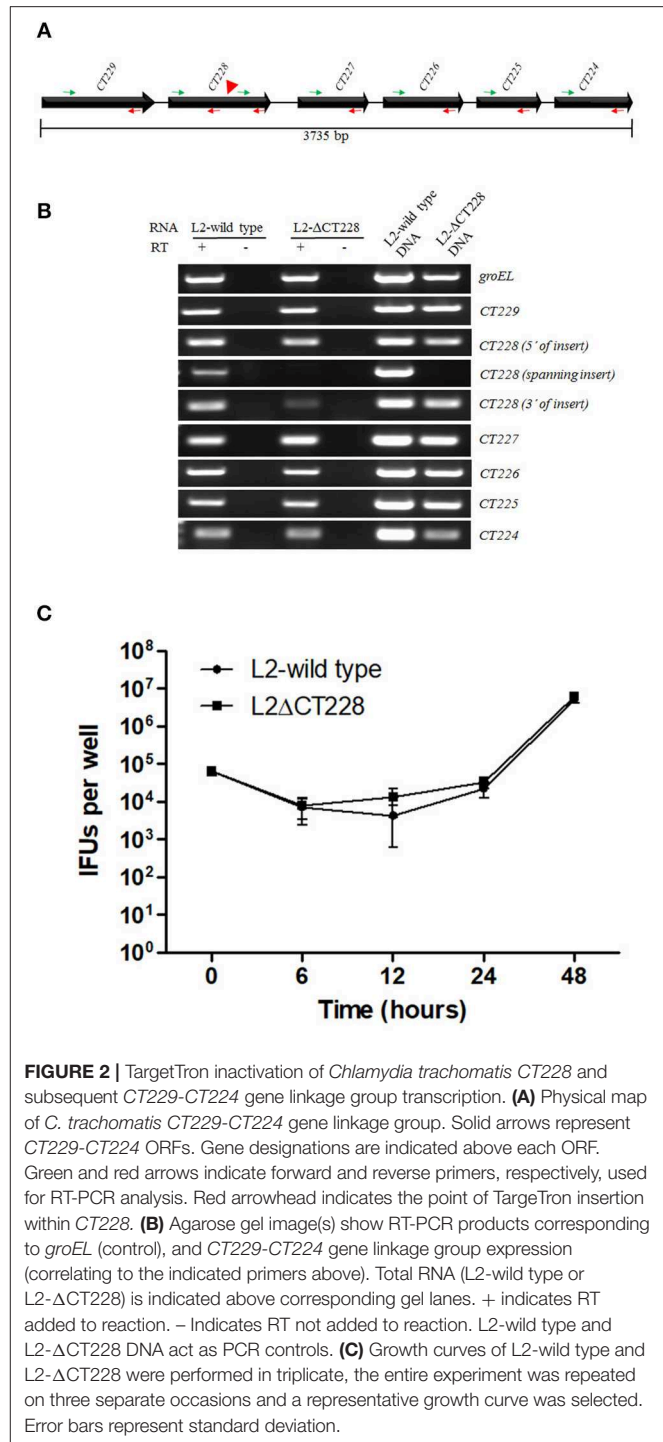 A
CT229 CT228 CT227 CT226 CT225 CT224
3735 bp
B
RNA L2-wild type L2-ΔCT228 L2-wild type DNA L2-ΔCT228 DNA
RT + - + -
groEL
CT229
CT228 (5´ of insert)
CT228 (spanning insert)
CT228 (3´ of insert)
CT227
CT226
CT225
CT224
C
L2-wild type
L2ΔCT228
IFUs per well
10⁸
10⁷
10⁶
10⁵
10⁴
10³
10²
10¹
10⁰
0 6 12 24 48
Time (hours)
FIGURE 2 | TargetTron inactivation of Chlamydia trachomatis CT228 and
subsequent CT229-CT224 gene linkage group transcription. (A) Physical map
of C. trachomatis CT229-CT224 gene linkage group. Solid arrows represent
CT229-CT224 ORFs. Gene designations are indicated above each ORF.
Green and red arrows indicate forward and reverse primers, respectively, used
for RT-PCR analysis. Red arrowhead indicates the point of TargeTron insertion
within CT228. (B) Agarose gel image(s) show RT-PCR products corresponding
to groEL (control), and CT229-CT224 gene linkage group expression
(correlating to the indicated primers above). Total RNA (L2-wild type or
L2-ΔCT228) is indicated above corresponding gel lanes. + indicates RT
added to reaction. – Indicates RT not added to reaction. L2-wild type and
L2-ΔCT228 DNA act as PCR controls. (C) Growth curves of L2-wild type and
L2-ΔCT228 were performed in triplicate, the entire experiment was repeated
on three separate occasions and a representative growth curve was selected.
Error bars represent standard deviation.